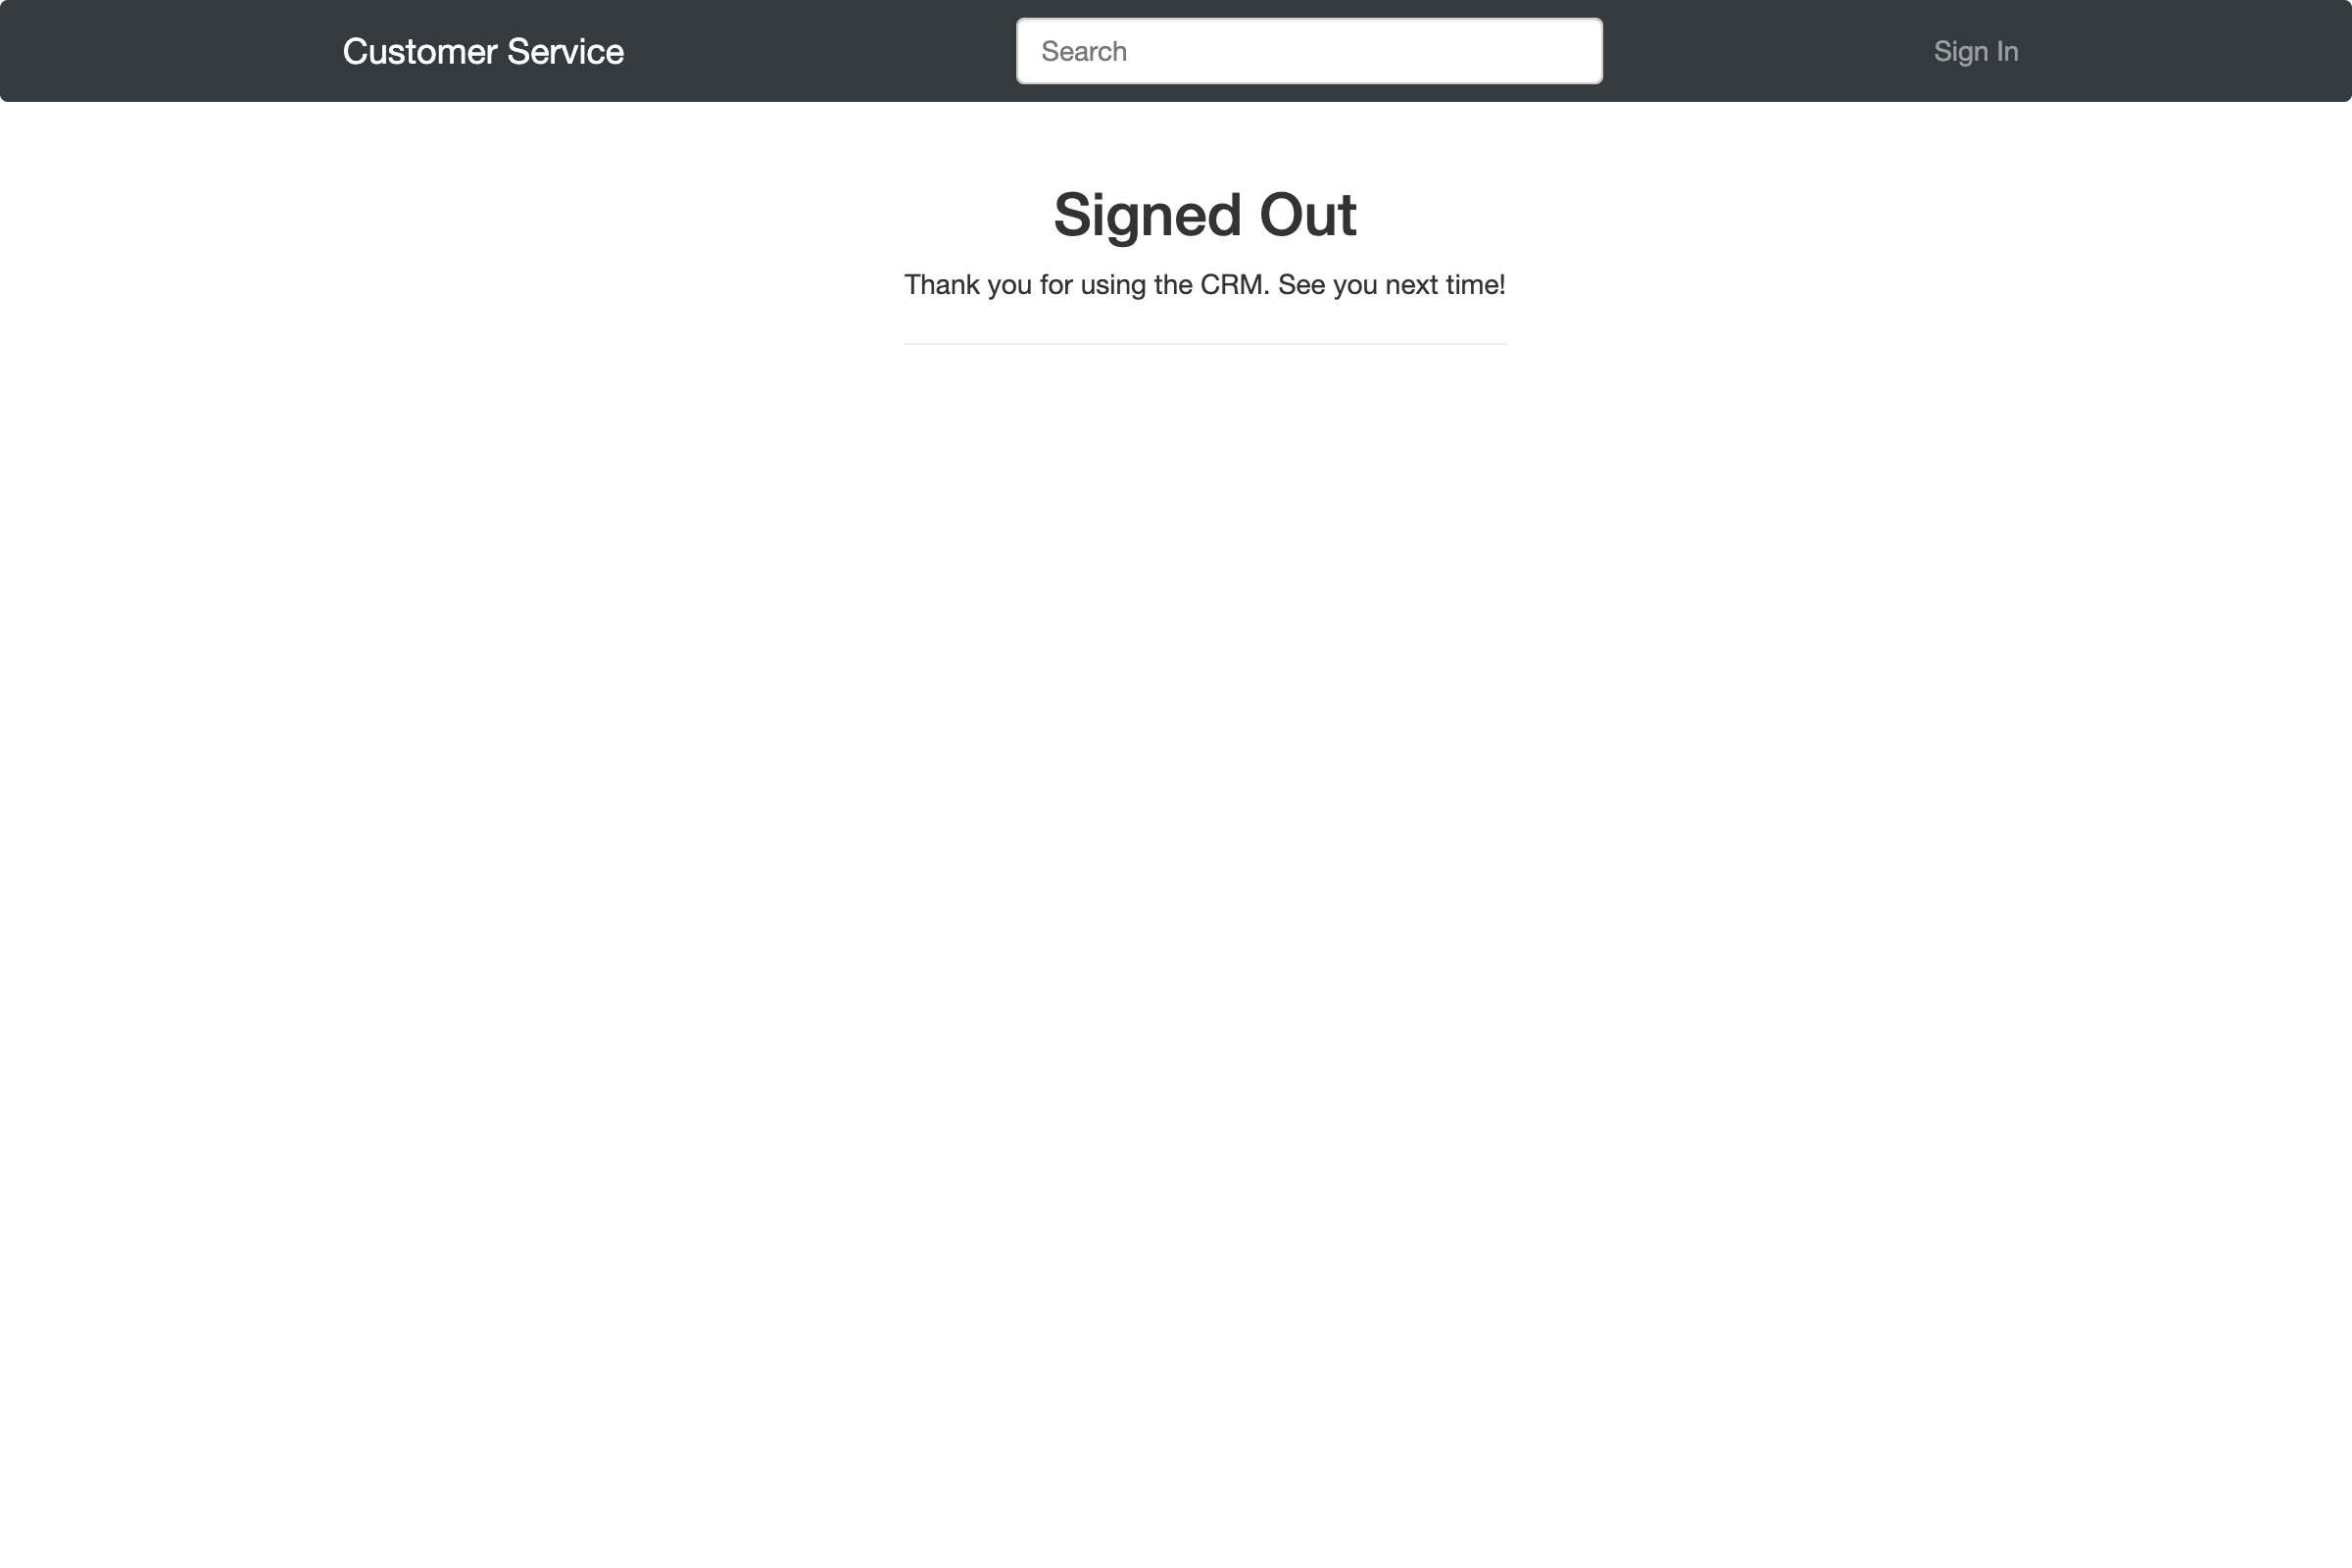 Customer Service
Search
Sign In
Signed Out
Thank you for using the CRM. See you next time!